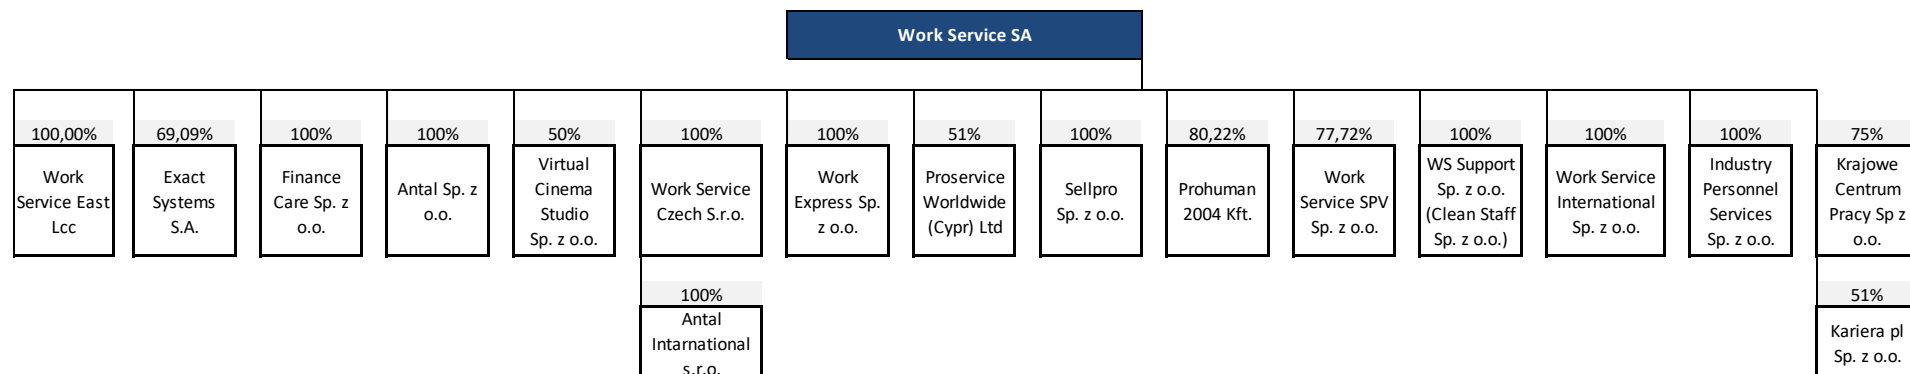 Work Service SA
100,00%
Work
Service East
Lcc
69,09%
Exact
Systems
S.A.
100%
Finance
Care Sp. z
o.o.
100%
Antal Sp. z
o.o.
50%
Virtual
Cinema
Studio
Sp. z o.o.
100%
Work Service
Czech S.r.o.
100%
Antal
Intarnational
s.r.o.
100%
Work
Express Sp.
z o.o.
51%
Proservice
Worldwide
(Cypr) Ltd
100%
Sellpro
Sp. z o.o.
80,22%
Prohuman
2004 Kft.
77,72%
Work
Service SPV
Sp. z o.o.
100%
WS Support
Sp. z o.o.
(Clean Staff
Sp. z o.o.)
100%
Work Service
International
Sp. z o.o.
100%
Industry
Personnel
Services
Sp. z o.o.
75%
Krajowe
Centrum
Pracy Sp z
o.o.
51%
Kariera pl
Sp. z o.o.